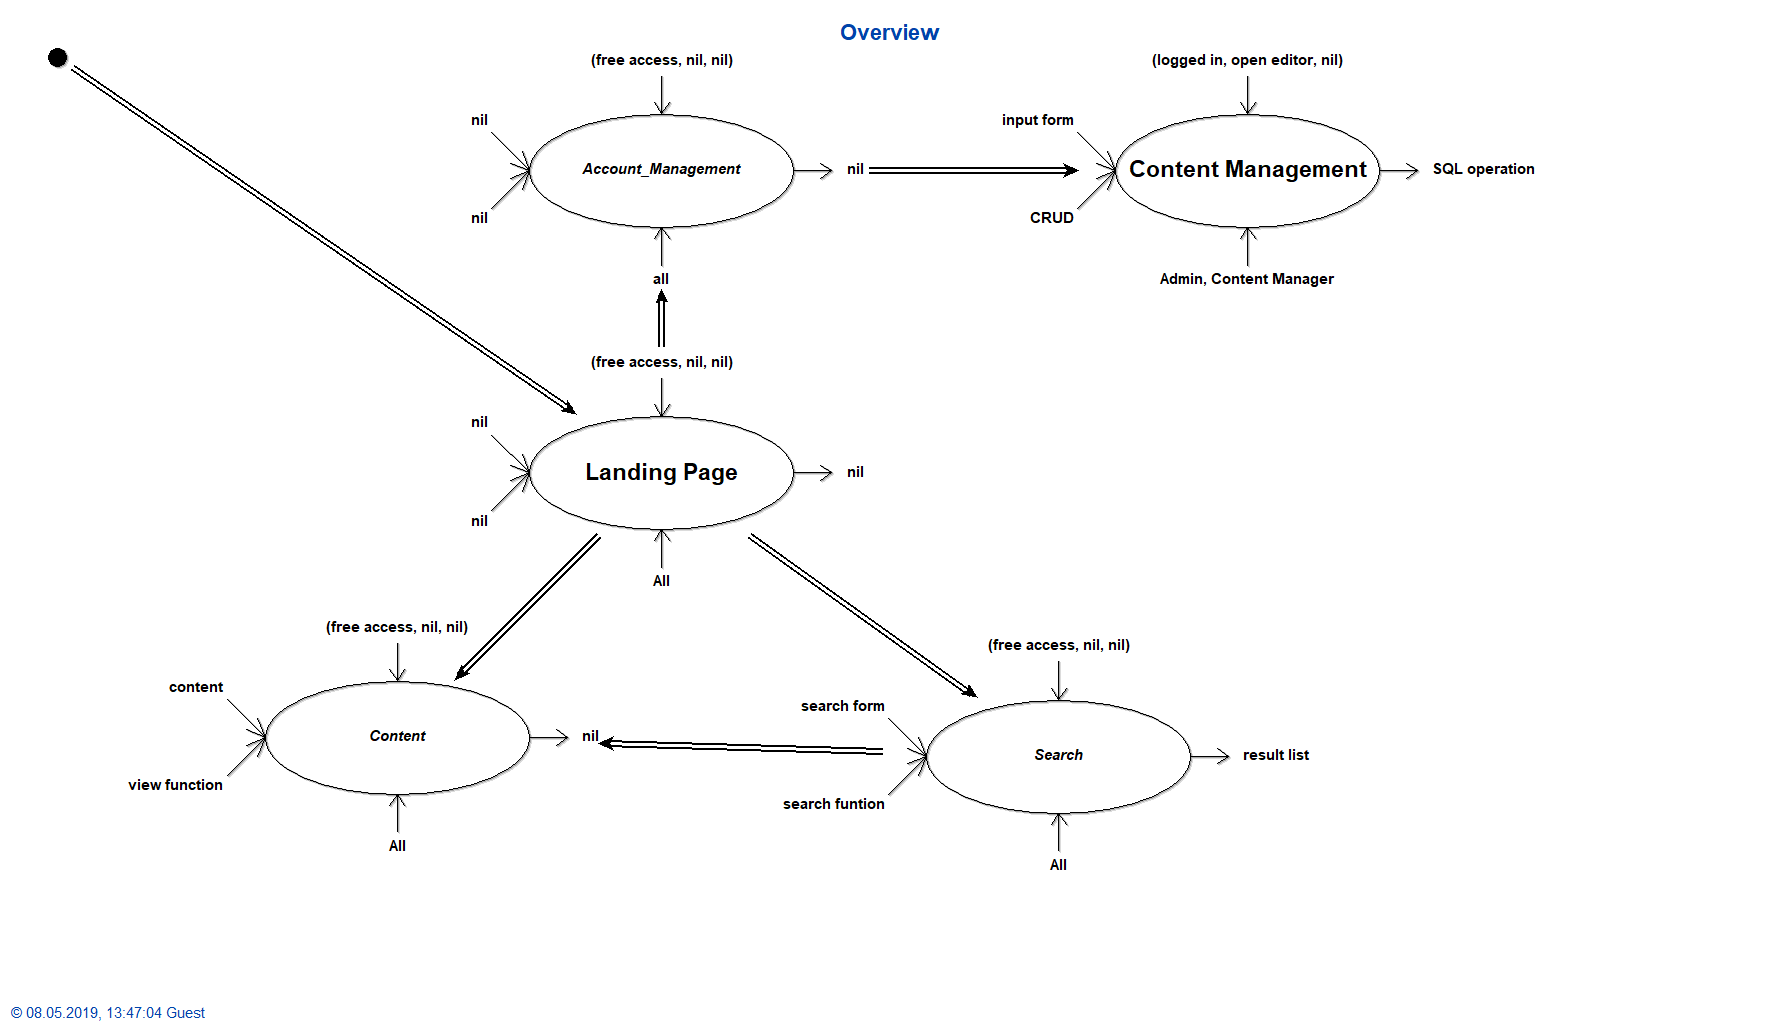 Overview
(free access, nil, nil)
(logged in, open editor, nil)
nil
input form
Account_Management
nil
Content Management
SQL operation
nil
CRUD
all
Admin, Content Manager
(free access, nil, nil)
nil
Landing Page
nil
nil
All
(free access, nil, nil)
(free access, nil, nil)
content
search form
Content
nil
Search
result list
view function
search funtion
All
All
© 08.05.2019, 13:47:04 Guest